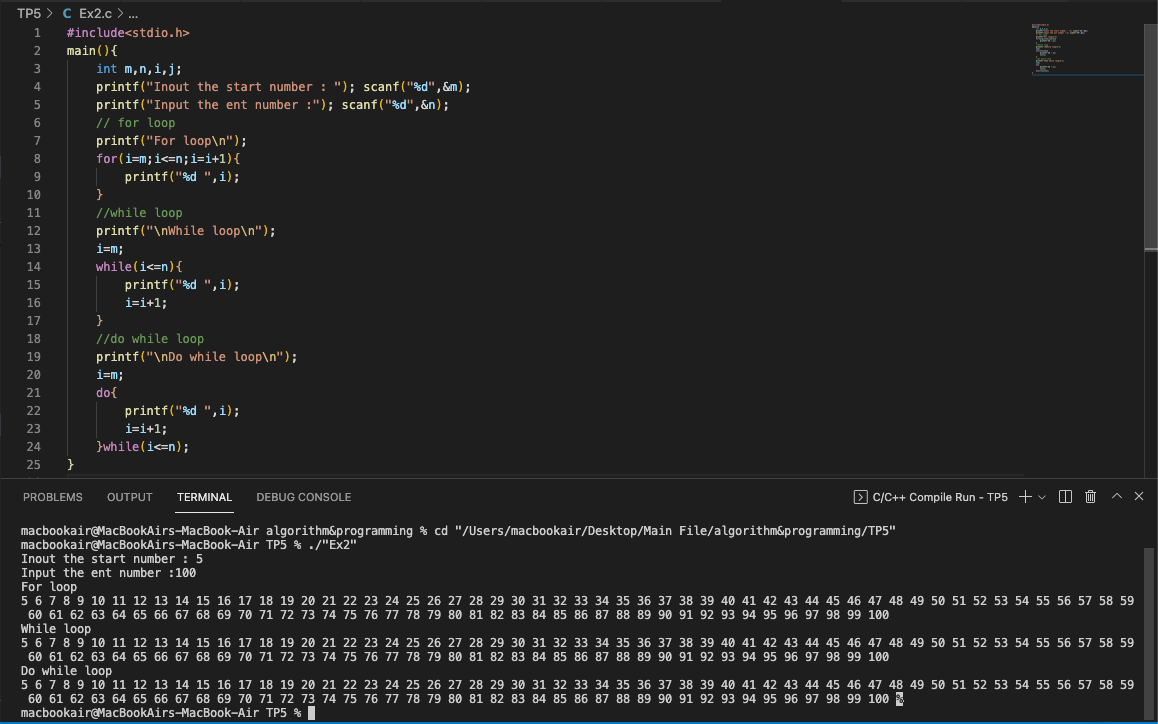 TP5 > C Ex2.c > ...
1 #include<stdio.h>
2 main(){
3 int m,n,i,j;
4 printf("Inout the start number : "); scanf("%d",&m);
5 printf("Input the ent number :"); scanf("%d",&n);
6 // for loop
7 printf("For loop\n");
8 for(i=m;i<=n;i=i+1){
9 printf("%d ",i);
10 }
11 //while loop
12 printf("\nWhile loop\n");
13 i=m;
14 while(i<=n){
15 printf("%d ",i);
16 i=i+1;
17 }
18 //do while loop
19 printf("\nDo while loop\n");
20 i=m;
21 do{
22 printf("%d ",i);
23 i=i+1;
24 }while(i<=n);
25 }
PROBLEMS OUTPUT TERMINAL DEBUG CONSOLE C/C++ Compile Run - TP5
macbookair@MacBookAirs-MacBook-Air algorithm&programming % cd "/Users/macbookair/Desktop/Main File/algorithm&programming/TP5"
macbookair@MacBookAirs-MacBook-Air TP5 % ./"Ex2"
Inout the start number : 5
Input the ent number :100
For loop
5 6 7 8 9 10 11 12 13 14 15 16 17 18 19 20 21 22 23 24 25 26 27 28 29 30 31 32 33 34 35 36 37 38 39 40 41 42 43 44 45 46 47 48 49 50 51 52 53 54 55 56 57 58 59
60 61 62 63 64 65 66 67 68 69 70 71 72 73 74 75 76 77 78 79 80 81 82 83 84 85 86 87 88 89 90 91 92 93 94 95 96 97 98 99 100
While loop
5 6 7 8 9 10 11 12 13 14 15 16 17 18 19 20 21 22 23 24 25 26 27 28 29 30 31 32 33 34 35 36 37 38 39 40 41 42 43 44 45 46 47 48 49 50 51 52 53 54 55 56 57 58 59
60 61 62 63 64 65 66 67 68 69 70 71 72 73 74 75 76 77 78 79 80 81 82 83 84 85 86 87 88 89 90 91 92 93 94 95 96 97 98 99 100
Do while loop
5 6 7 8 9 10 11 12 13 14 15 16 17 18 19 20 21 22 23 24 25 26 27 28 29 30 31 32 33 34 35 36 37 38 39 40 41 42 43 44 45 46 47 48 49 50 51 52 53 54 55 56 57 58 59
60 61 62 63 64 65 66 67 68 69 70 71 72 73 74 75 76 77 78 79 80 81 82 83 84 85 86 87 88 89 90 91 92 93 94 95 96 97 98 99 100 %
macbookair@MacBookAirs-MacBook-Air TP5 %